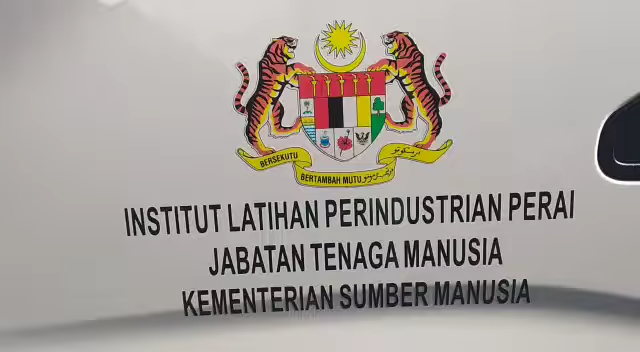 BERSEKUTU
BERTAMBAH MUTU
INSTITUT LATIHAN PERINDUSTRIAN PERAI
JABATAN TENAGA MANUSIA
KEMENTERIAN SUMBER MANUSIA